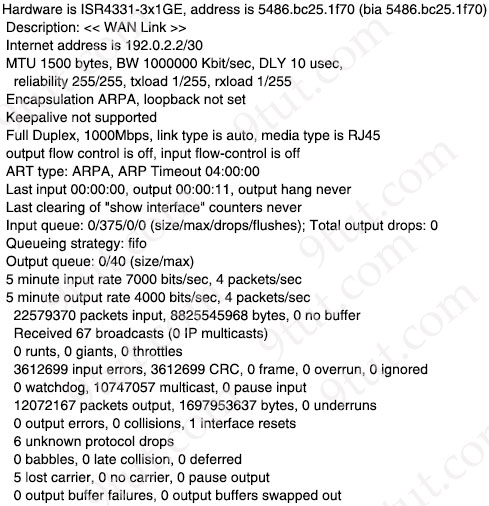 Hardware is ISR4331-3x1GE, address is 5486.bc25.1f70 (bia 5486.bc25.1f70)
Description: << WAN Link >>
Internet address is 192.0.2.2/30
MTU 1500 bytes, BW 1000000 Kbit/sec, DLY 10 usec,
reliability 255/255, txload 1/255, rxload 1/255
Encapsulation ARPA, loopback not set
Keepalive not supported
Full Duplex, 1000Mbps, link type is auto, media type is RJ45
output flow control is off, input flow-control is off
ART type: ARPA, ARP Timeout 04:00:00
Last input 00:00:00, output 00:00:11, output hang never
Last clearing of "show interface" counters never
Input queue: 0/375/0/0 (size/max/drops/flushes); Total output drops: 0
Queueing strategy: fifo
Output queue: 0/40 (size/max)
5 minute input rate 7000 bits/sec, 4 packets/sec
5 minute output rate 4000 bits/sec, 4 packets/sec
22579370 packets input, 8825545968 bytes, 0 no buffer
Received 67 broadcasts (0 IP multicasts)
0 runts, 0 giants, 0 throttles
3612699 input errors, 3612699 CRC, 0 frame, 0 overrun, 0 ignored
0 watchdog, 10747057 multicast, 0 pause input
12072167 packets output, 1697953637 bytes, 0 underruns
0 output errors, 0 collisions, 1 interface resets
6 unknown protocol drops
0 babbles, 0 late collision, 0 deferred
5 lost carrier, 0 no carrier, 0 pause output
0 output buffer failures, 0 output buffers swapped out
9tut.com